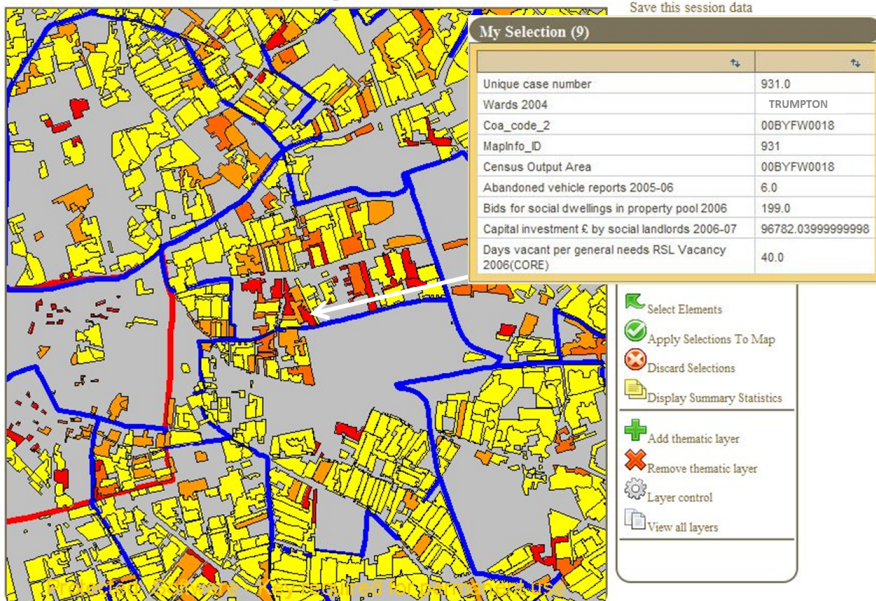 Save this session data
My Selection (9)
Unique case number 931.0
Wards 2004 TRUMPTON
Coa_code_2 00BYFW0018
MapInfo_ID 931
Census Output Area 00BYFW0018
Abandoned vehicle reports 2005-06 6.0
Bids for social dwellings in property pool 2006 199.0
Capital investment £ by social landlords 2006-07 96782.03999999998
Days vacant per general needs RSL Vacancy
2006(CORE) 40.0
Select Elements
Apply Selections To Map
Discard Selections
Display Summary Statistics
Add thematic layer
Remove thematic layer
Layer control
View all layers